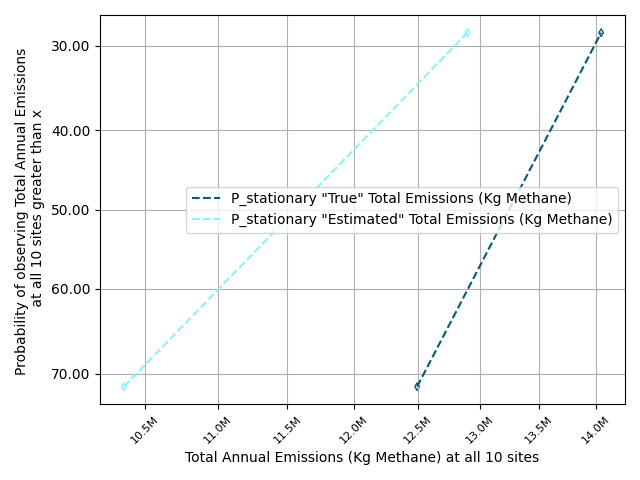 Probability of observing Total Annual Emissions
at all 10 sites greater than x
30.00
40.00
50.00
60.00
70.00
P_stationary "True" Total Emissions (Kg Methane)
P_stationary "Estimated" Total Emissions (Kg Methane)
10.5M
11.0M
11.5M
12.0M
12.5M
13.0M
13.5M
14.0M
Total Annual Emissions (Kg Methane) at all 10 sites